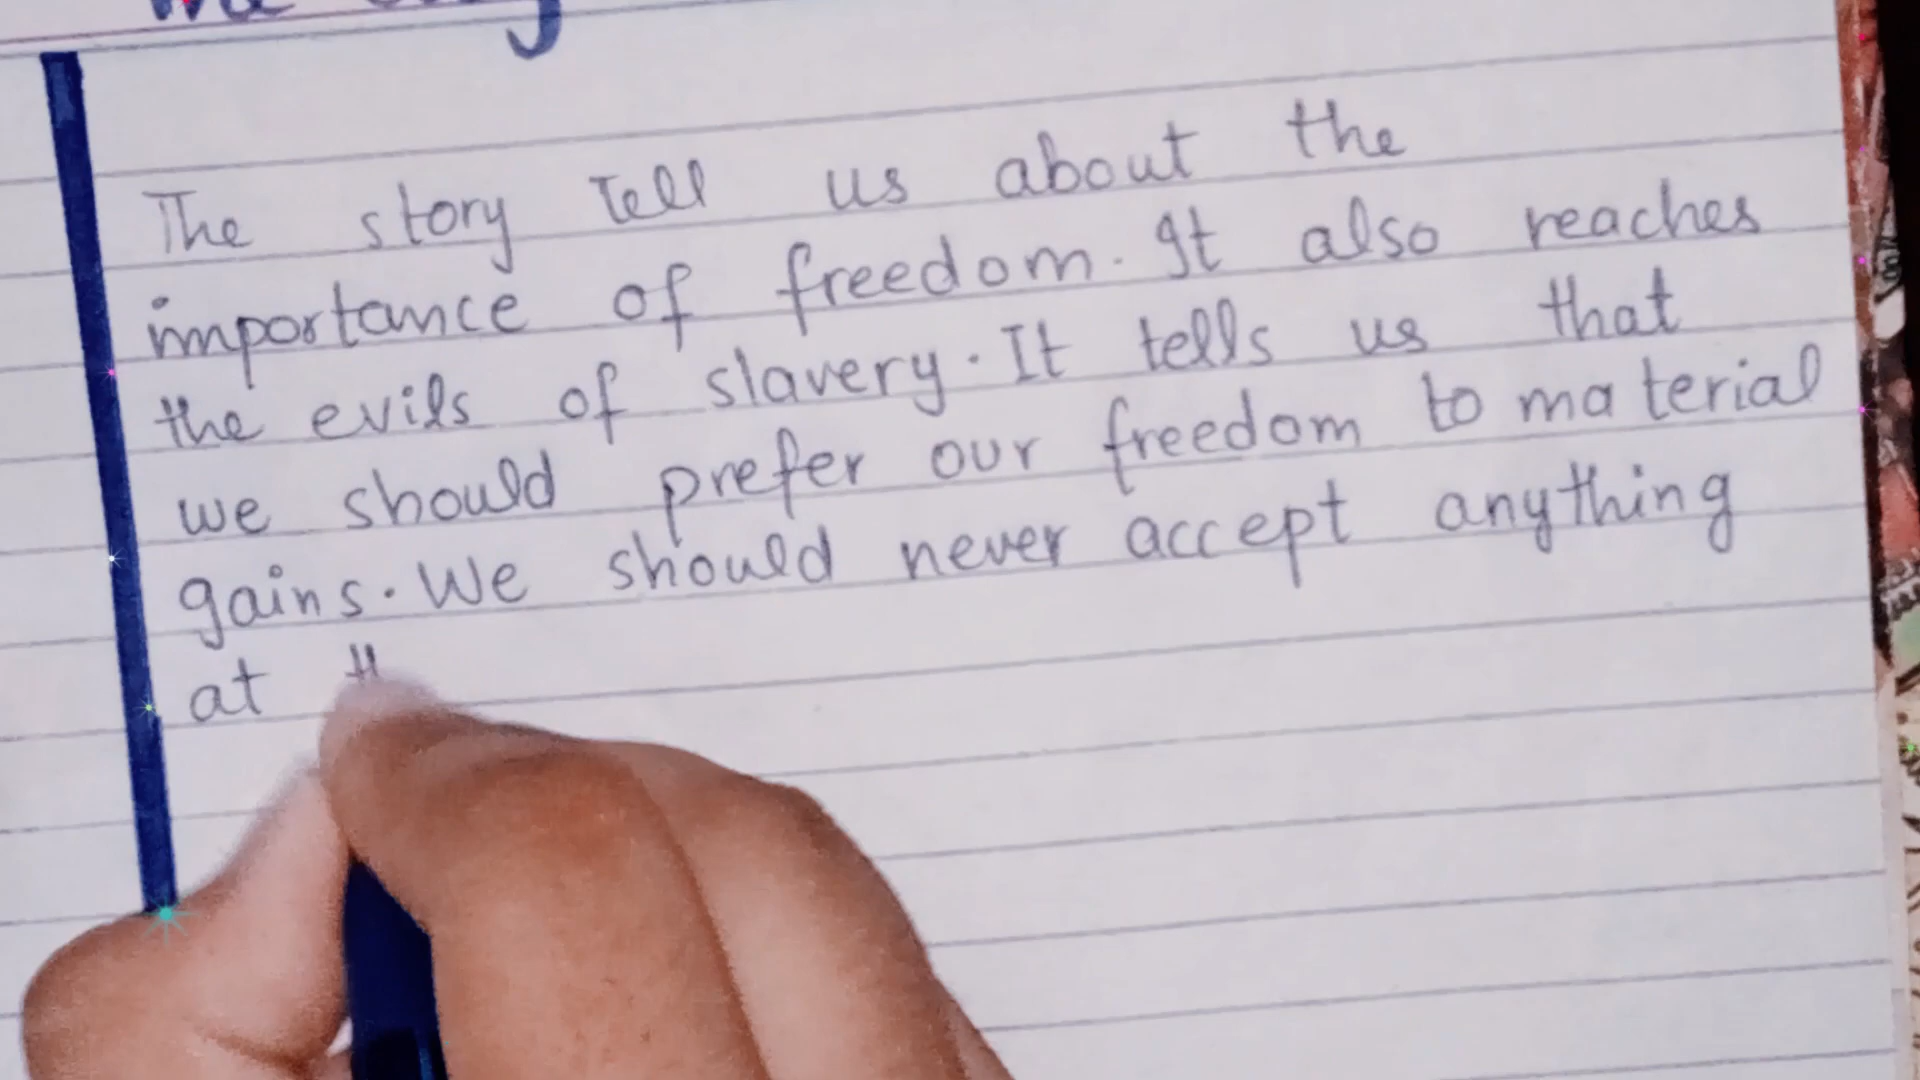 The story tell us about the
importance of freedom. It also reaches
the evils of slavery. It tells us that
we should prefer our freedom to material
gains. We should never accept anything
at